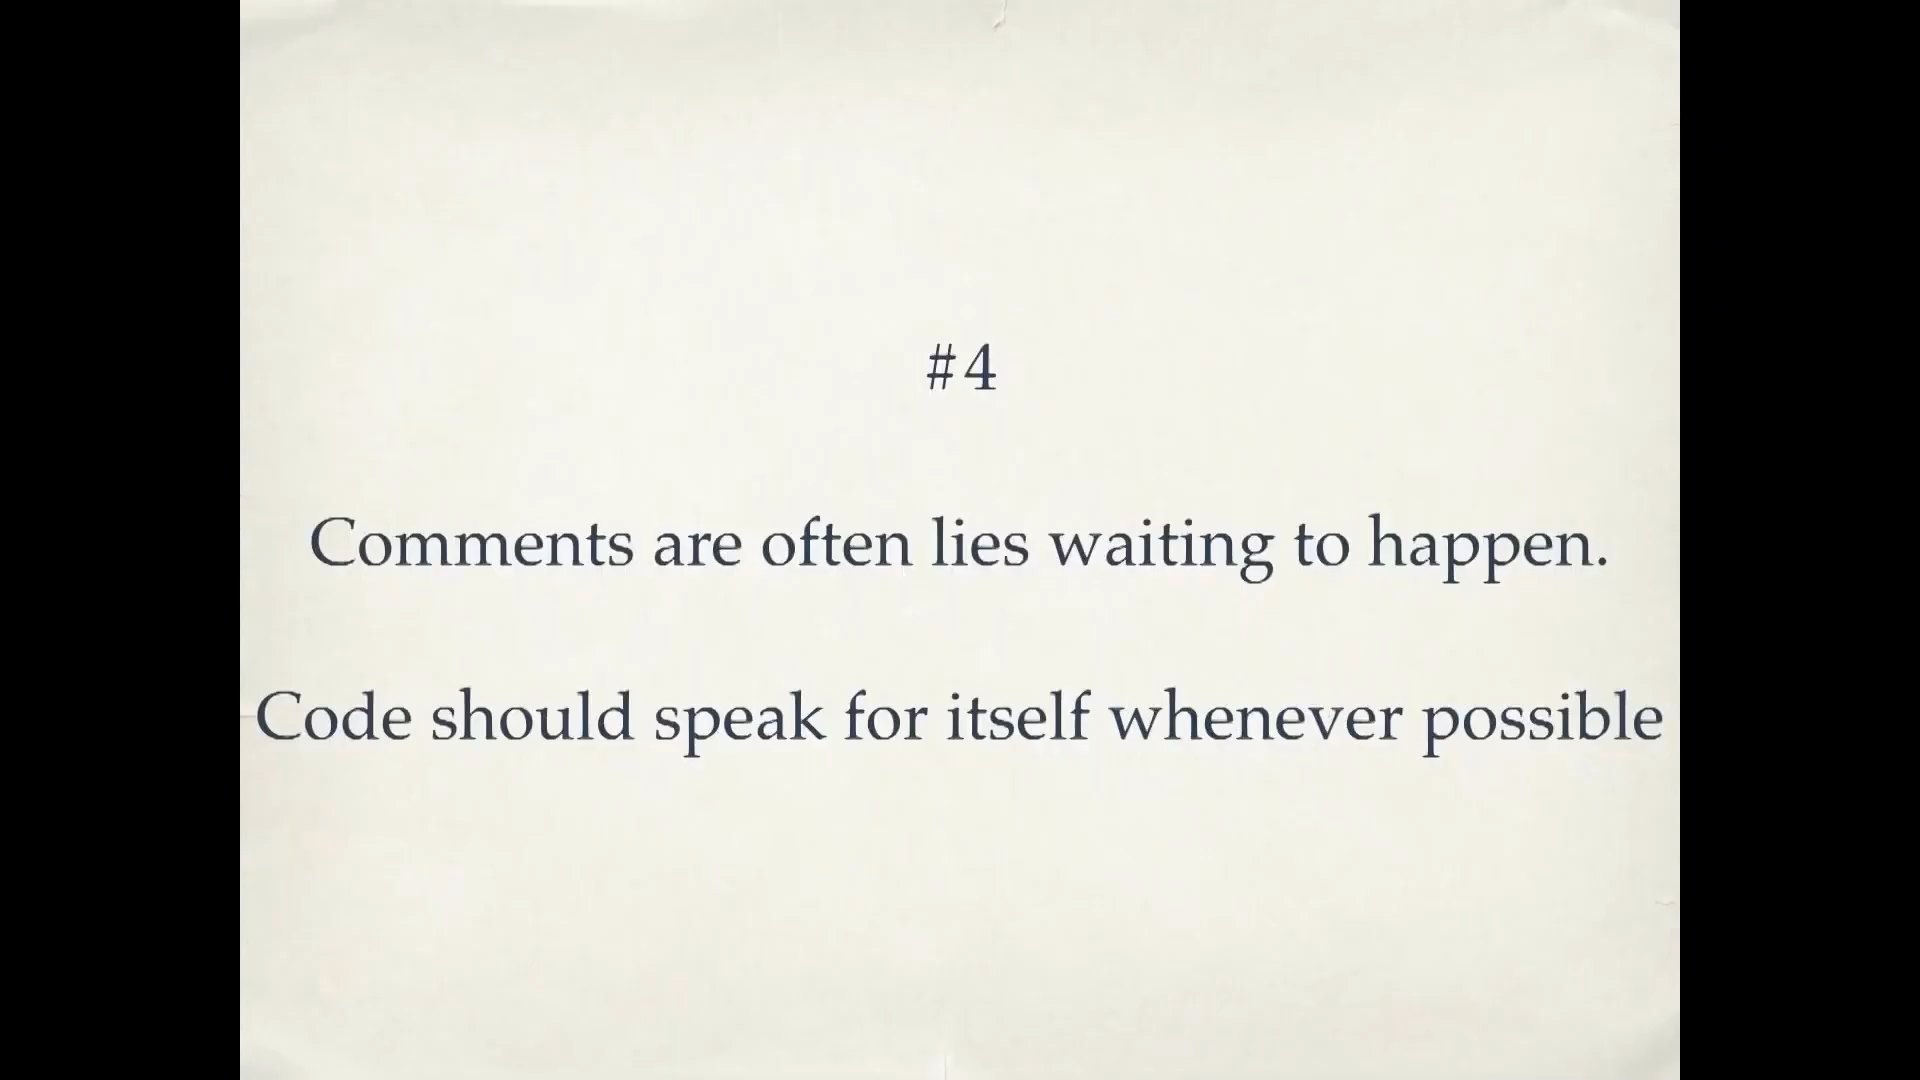 #4
Comments are often lies waiting to happen.
Code should speak for itself whenever possible